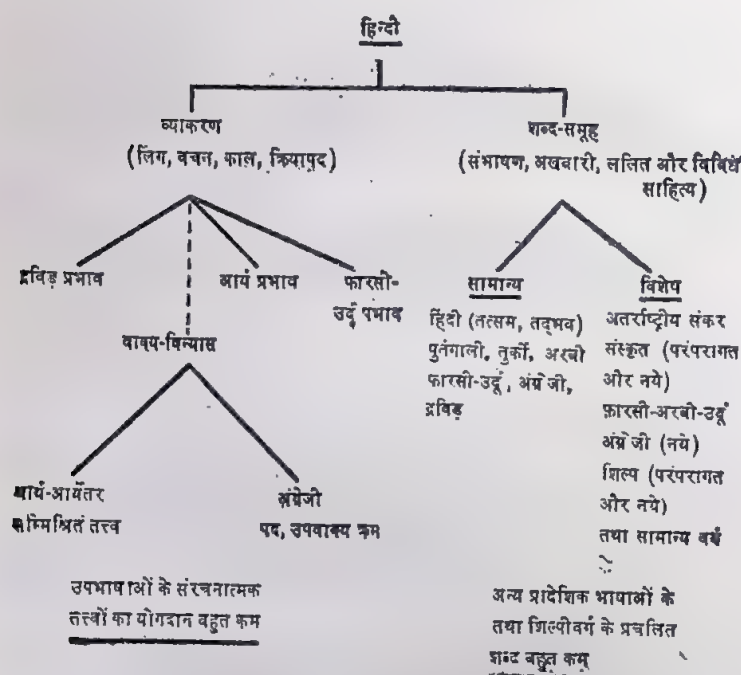 हिन्दी
व्याकरण
(लिंग, वचन, काल, क्रियापद)
शब्द-समूह
(संभाषण, अखबारी, ललित और विविध
साहित्य)
द्रविड़ प्रभाव
आर्य प्रभाव
फारसी-
उर्दू प्रभाव
वाक्य-विन्यास
आर्य-आर्येतर
सम्मिश्रित तत्त्व
अंग्रेजी
पद, उपवाक्य क्रम
उपभाषाओं के संरचनात्मक
तत्त्वों का योगदान बहुत कम
सामान्य
हिंदी (तत्सम, तद्भव)
पुर्तगाली, तुर्की, अरबी
फारसी-उर्दू, अंग्रेजी,
द्रविड़
विशेष
अतर्राष्ट्रीय संकर
संस्कृत (परंपरागत
और नये)
फ़ारसी-अरबी-उर्दू
अंग्रेजी (नये)
शिल्प (परंपरागत
और नये)
तथा सामान्य वर्ग
अन्य प्रादेशिक भाषाओं के
तथा शिल्पीवर्ग के प्रचलित
शब्द बहुत कम